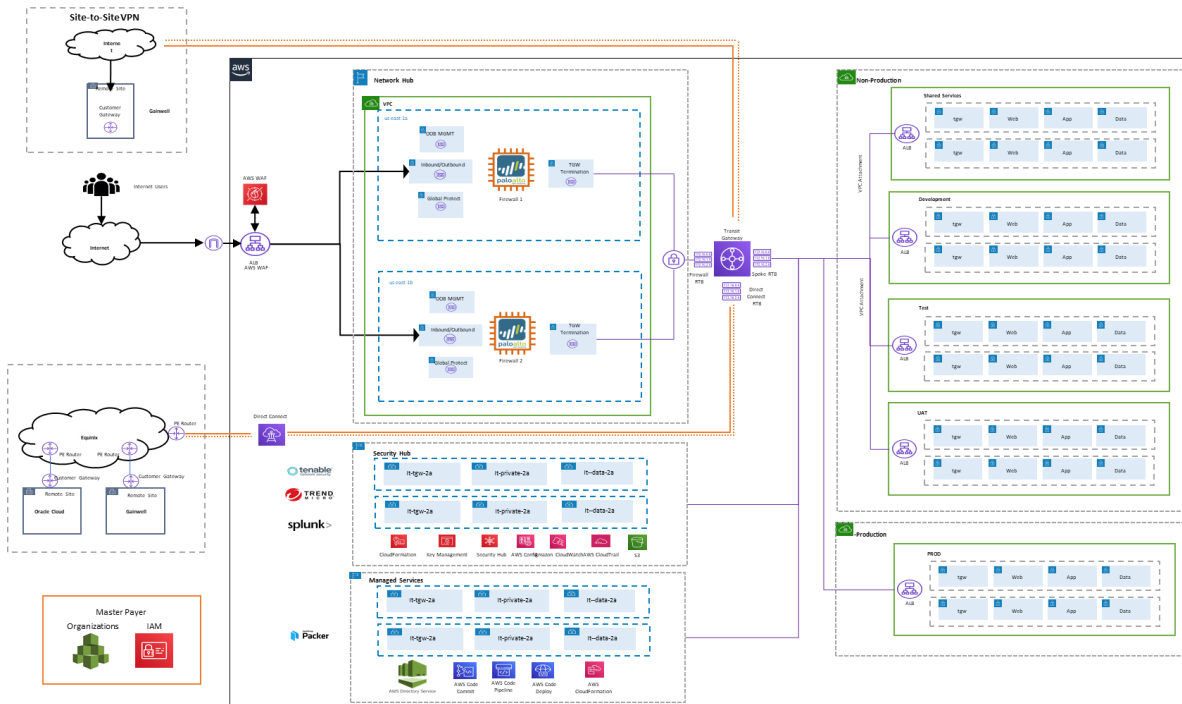 Site-to-Site VPN
Interne
1
Remote Site
Customer
Gateway
Gainwell
Internet Users
Internet
AWS WAF
ALB
AWS WAF
aws
Network Hub
VPC
us-east-1a
OOB MGMT
Inbound/Outbound
Global Protect
paloalto
Firewall 1
TGW
Termination
us-east-1b
OOB MGMT
Inbound/Outbound
Global Protect
paloalto
Firewall 2
TGW
Termination
Transit
Gateway
Firewall
RTB
Spoke RTB
Direct
Connect
RTB
VPC Attachment
VPC Attachment
Non-Production
Shared Services
ALB
tgw
Web
App
Data
tgw
Web
App
Data
Development
ALB
tgw
Web
App
Data
tgw
Web
App
Data
Test
ALB
tgw
Web
App
Data
tgw
Web
App
Data
UAT
ALB
tgw
Web
App
Data
tgw
Web
App
Data
Production
PROD
ALB
tgw
Web
App
Data
tgw
Web
App
Data
Equinix
PE Router
PE Router
PE Router
Customer Gateway
Customer Gateway
Remote Site
Oracle Cloud
Remote Site
Gainwell
Direct Connect
Security Hub
it-tgw-2a
it-private-2a
it--data-2a
it-tgw-2a
it-private-2a
it--data-2a
tenable
TREND
MICRO
splunk>
CloudFormation
Key Management
Security Hub
AWS Config
Amazon CloudWatch
AWS CloudTrail
S3
Managed Services
it-tgw-2a
it-private-2a
it--data-2a
it-tgw-2a
it-private-2a
it--data-2a
Packer
AWS Directory Service
AWS Code
Commit
AWS Code
Pipeline
AWS Code
Deploy
AWS
CloudFormation
Master Payer
Organizations
IAM